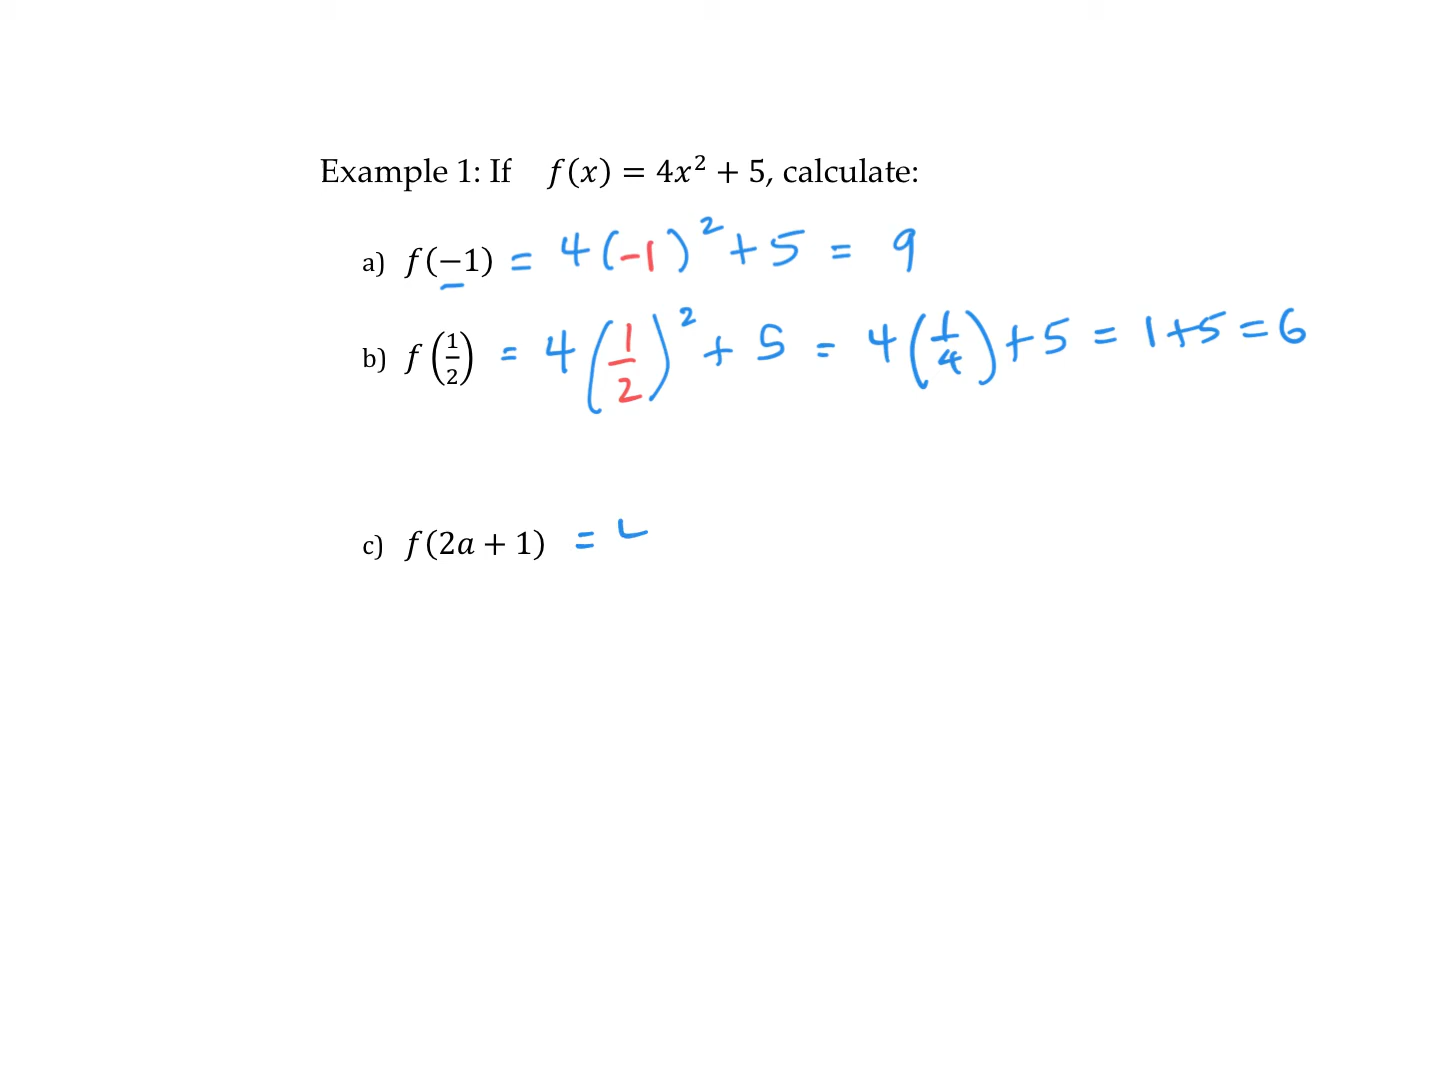 Example 1: If f(x) = 4x² + 5, calculate:
a) f(−1) = 4(-1)² + 5 = 9
b) f(1/2) = 4(1/2)² + 5 = 4(1/4) + 5 = 1 + 5 = 6
c) f(2a + 1) =